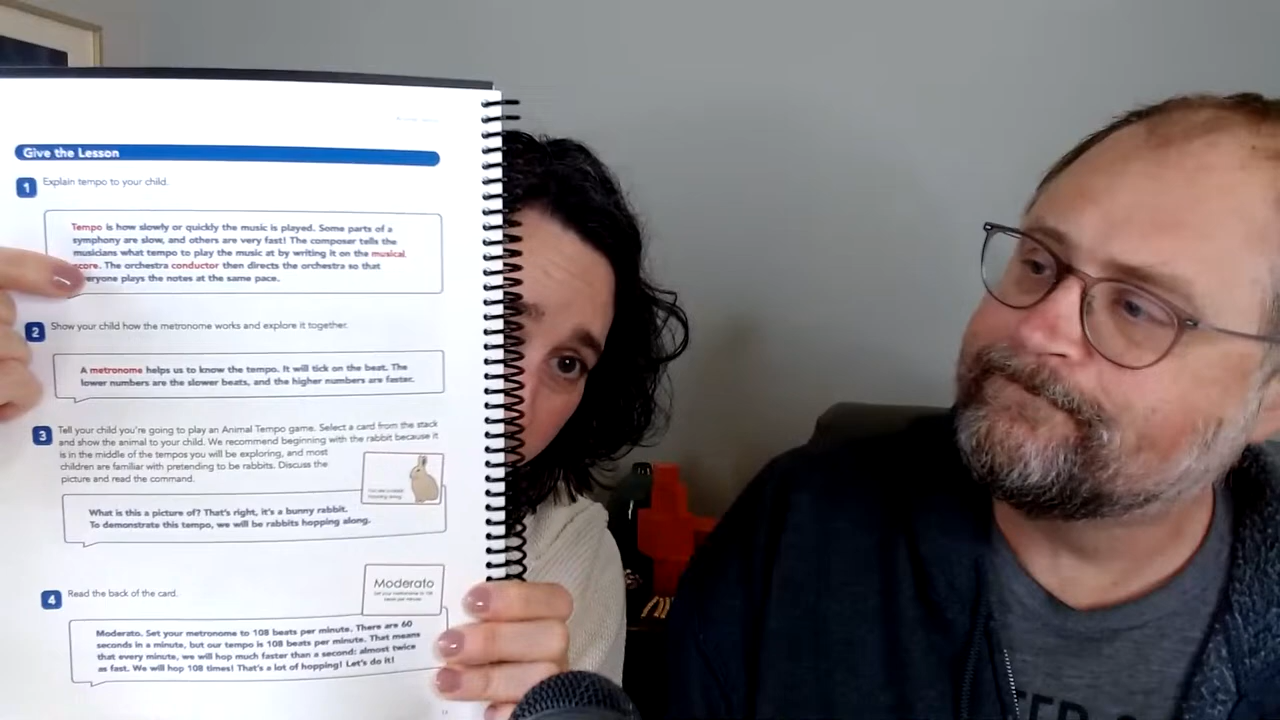 Give the Lesson
1 Explain tempo to your child.
Tempo is how slowly or quickly the music is played. Some parts of a
symphony are slow, and others are very fast! The composer tells the
musicians what tempo to play the music at by writing it on the musical
score. The orchestra conductor then directs the orchestra so that
everyone plays the notes at the same pace.
2 Show your child how the metronome works and explore it together.
A metronome helps us to know the tempo. It will tick on the beat. The
lower numbers are the slower beats, and the higher numbers are faster.
3 Tell your child you're going to play an Animal Tempo game. Select a card from the stack
and show the animal to your child. We recommend beginning with the rabbit because it
is in the middle of the tempos you will be exploring, and most
children are familiar with pretending to be rabbits. Discuss the
picture and read the command.
What is this a picture of? That's right, it's a bunny rabbit.
To demonstrate this tempo, we will be rabbits hopping along.
4 Read the back of the card.
Moderato
Set your metronome to 108
beats per minute.
Moderato. Set your metronome to 108 beats per minute. There are 60
seconds in a minute, but our tempo is 108 beats per minute. That means
that every minute, we will hop much faster than a second: almost twice
as fast. We will hop 108 times! That's a lot of hopping! Let's do it!